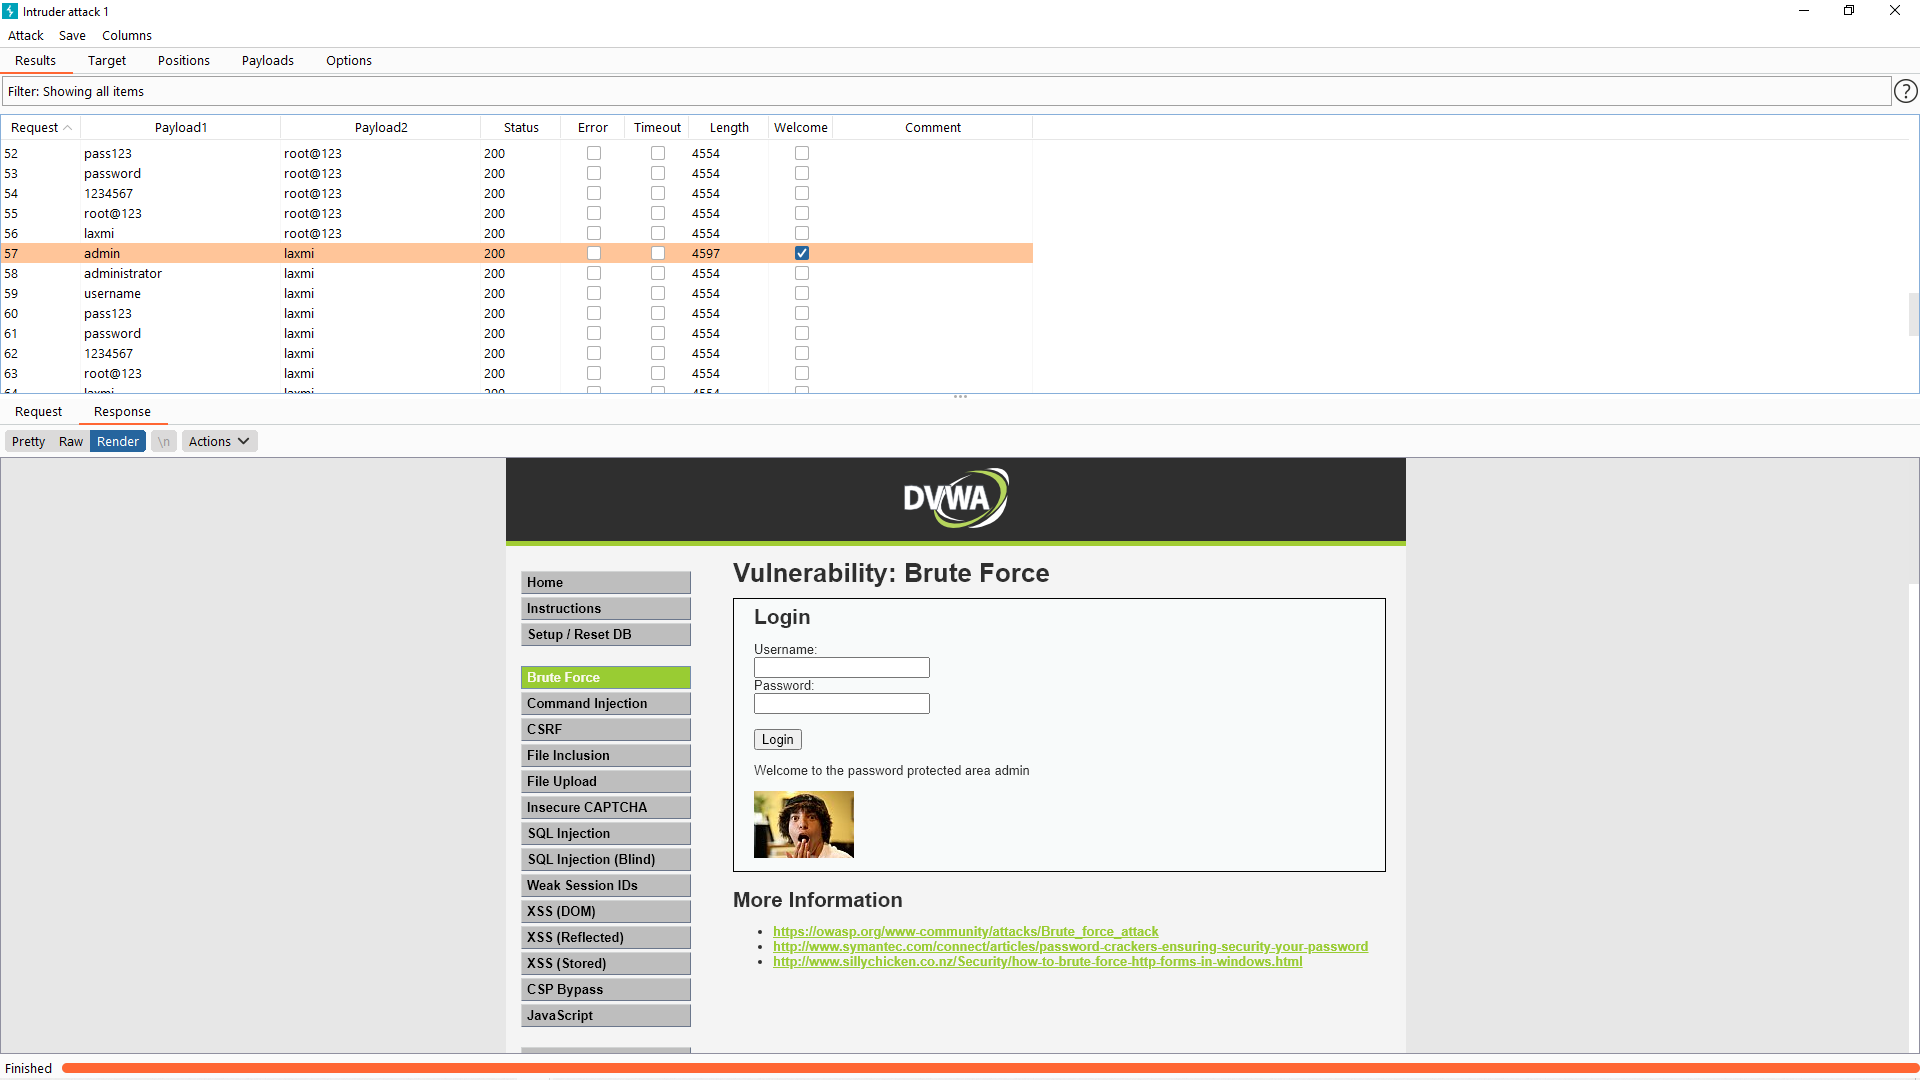 Intruder attack 1
Attack Save Columns
Results Target Positions Payloads Options
Filter: Showing all items ?
Request Payload1 Payload2 Status Error Timeout Length Welcome Comment
52 pass123 root@123 200 4554
53 password root@123 200 4554
54 1234567 root@123 200 4554
55 root@123 root@123 200 4554
56 laxmi root@123 200 4554
57 admin laxmi 200 4597
58 administrator laxmi 200 4554
59 username laxmi 200 4554
60 pass123 laxmi 200 4554
61 password laxmi 200 4554
62 1234567 laxmi 200 4554
63 root@123 laxmi 200 4554
64 laxmi laxmi 200 4554
Request Response
Pretty Raw Render \n Actions
DVWA
Home
Instructions
Setup / Reset DB
Brute Force
Command Injection
CSRF
File Inclusion
File Upload
Insecure CAPTCHA
SQL Injection
SQL Injection (Blind)
Weak Session IDs
XSS (DOM)
XSS (Reflected)
XSS (Stored)
CSP Bypass
JavaScript
Vulnerability: Brute Force
Login
Username:
Password:
Login
Welcome to the password protected area admin
More Information
https://owasp.org/www-community/attacks/Brute_force_attack
http://www.symantec.com/connect/articles/password-crackers-ensuring-security-your-password
http://www.sillychicken.co.nz/Security/how-to-brute-force-http-forms-in-windows.html
Finished